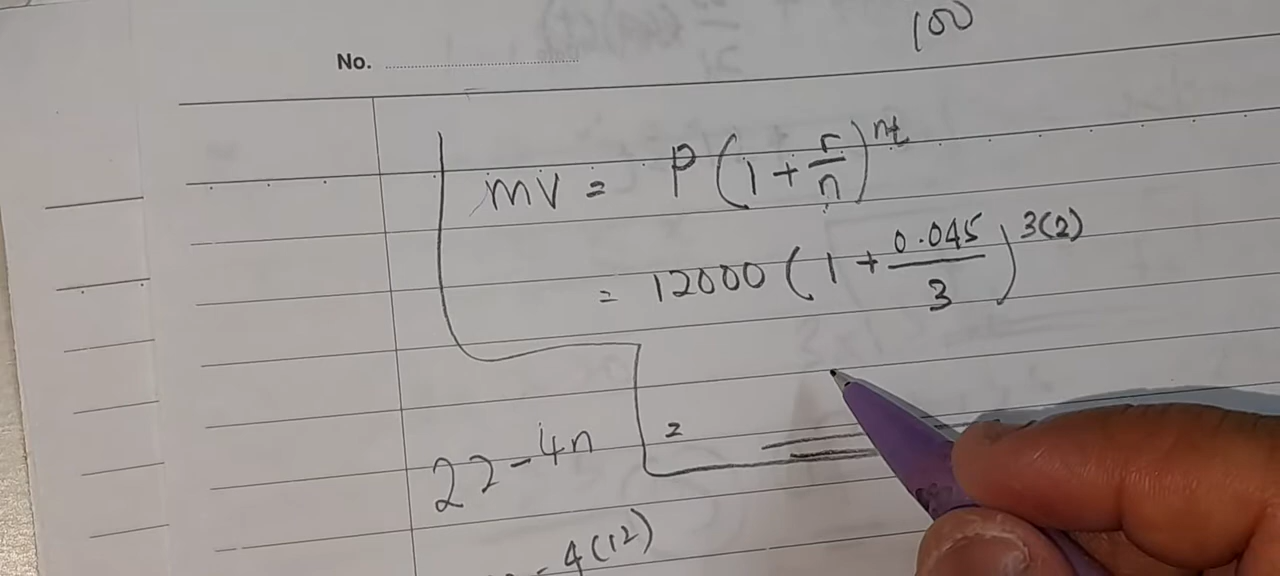 100
No.
MV = P(1 + r/n)^nt
= 12000 (1 + 0.045/3)^3(2)
=
22 - 4n
- 4(12)